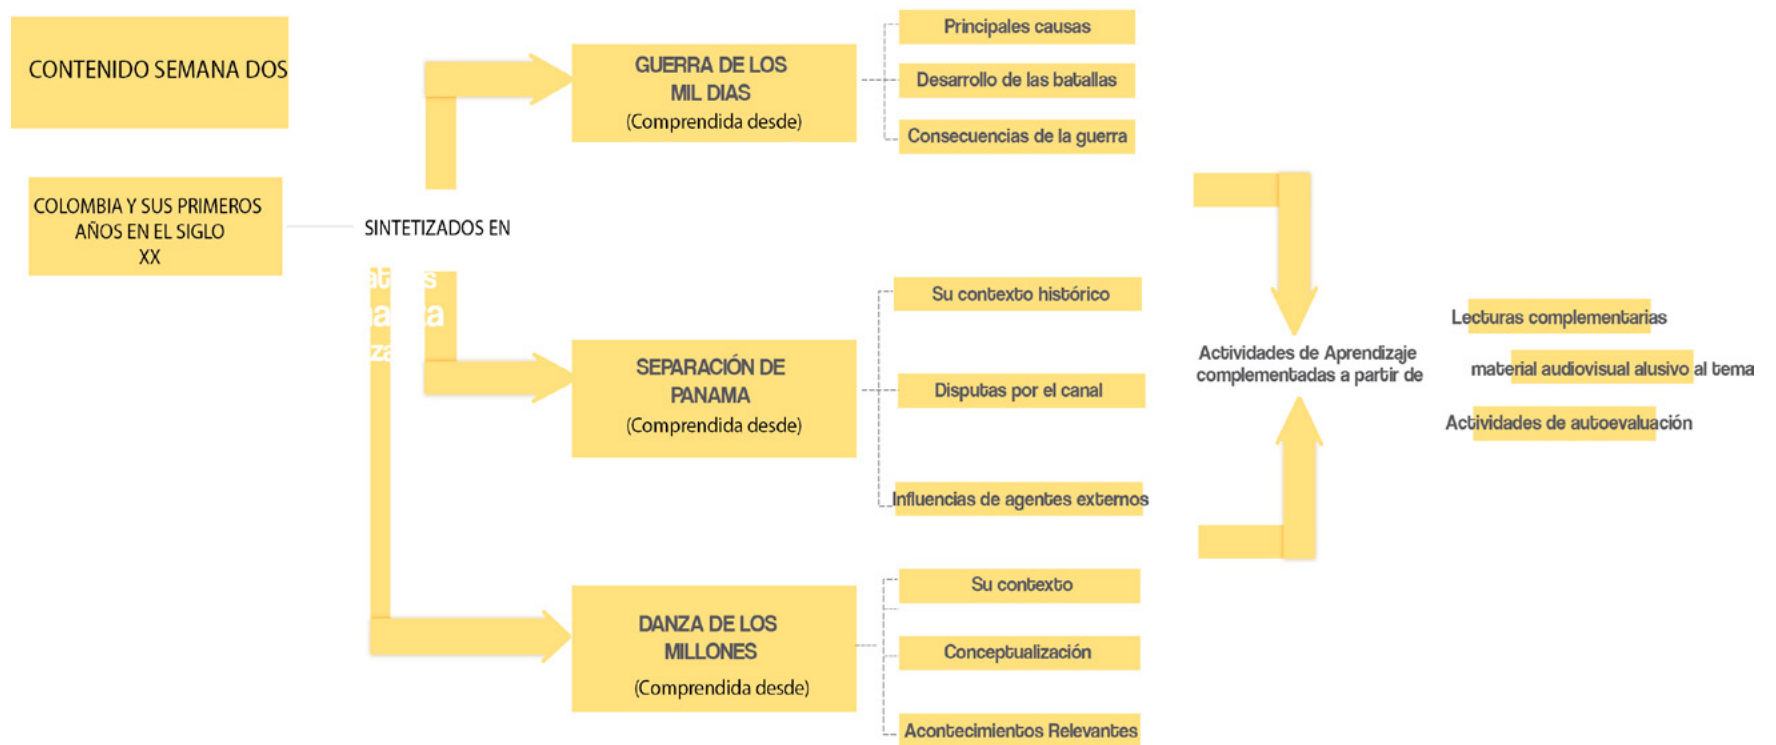 CONTENIDO SEMANA DOS
COLOMBIA Y SUS PRIMEROS
AÑOS EN EL SIGLO
XX
SINTETIZADOS EN
GUERRA DE LOS
MIL DIAS
(Comprendida desde)
Principales causas
Desarrollo de las batallas
Consecuencias de la guerra
SEPARACIÓN DE
PANAMA
(Comprendida desde)
Su contexto histórico
Disputas por el canal
Influencias de agentes externos
DANZA DE LOS
MILLONES
(Comprendida desde)
Su contexto
Conceptualización
Acontecimientos Relevantes
Actividades de Aprendizaje
complementadas a partir de
Lecturas complementarias
material audiovisual alusivo al tema
Actividades de autoevaluación